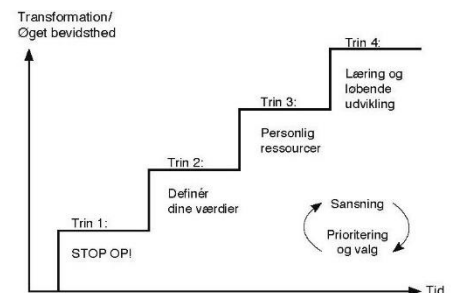 Transformation/
Øget bevidsthed
Trin 4:
Læring og
løbende
udvikling
Trin 3:
Personlig
ressourcer
Trin 2:
Definér
dine værdier
Trin 1:
STOP OP!
Sansning
Prioritering
og valg
Tid